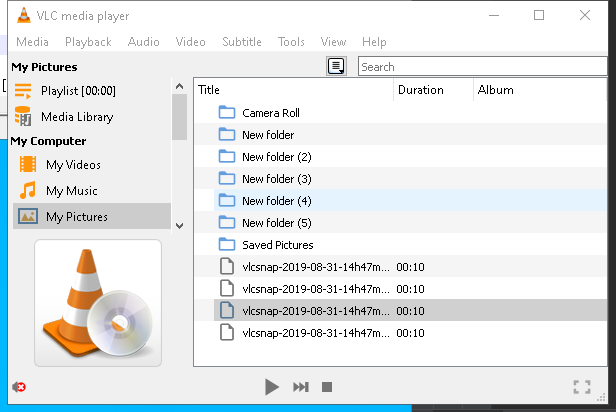 VLC media player
Media Playback Audio Video Subtitle Tools View Help
My Pictures
Search
Playlist [00:00]
Media Library
My Computer
My Videos
My Music
My Pictures
Title Duration Album
Camera Roll
New folder
New folder (2)
New folder (3)
New folder (4)
New folder (5)
Saved Pictures
vlcsnap-2019-08-31-14h47m... 00:10
vlcsnap-2019-08-31-14h47m... 00:10
vlcsnap-2019-08-31-14h47m... 00:10
vlcsnap-2019-08-31-14h47m... 00:10